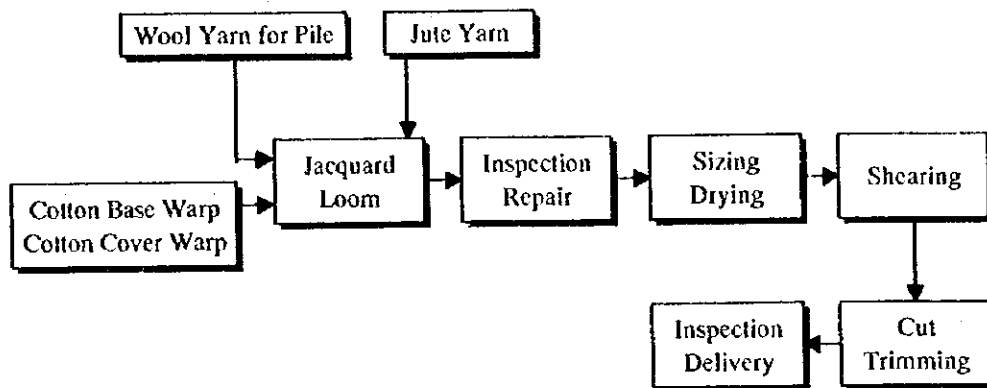 Wool Yarn for Pile
Jute Yarn
Jacquard
Loom
Inspection
Repair
Sizing
Drying
Shearing
Cotton Base Warp
Cotton Cover Warp
Inspection
Delivery
Cut
Trimming